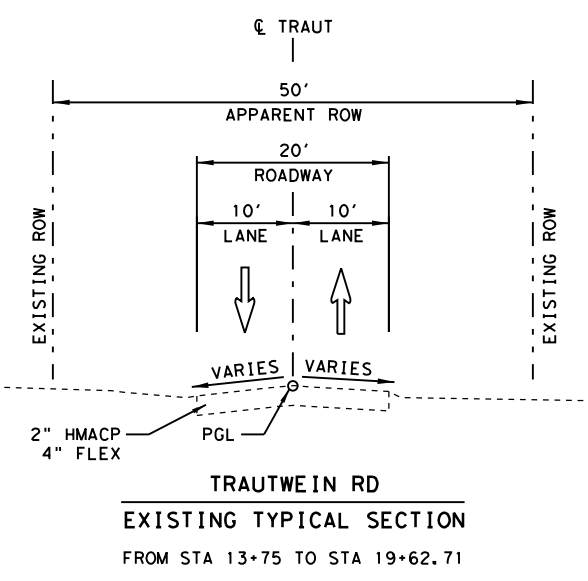 ℄ TRAUT
50'
APPARENT ROW
20'
ROADWAY
10' 10'
LANE LANE
EXISTING ROW
EXISTING ROW
VARIES VARIES
2" HMACP
4" FLEX
PGL
TRAUTWEIN RD
EXISTING TYPICAL SECTION
FROM STA 13+75 TO STA 19+62.71